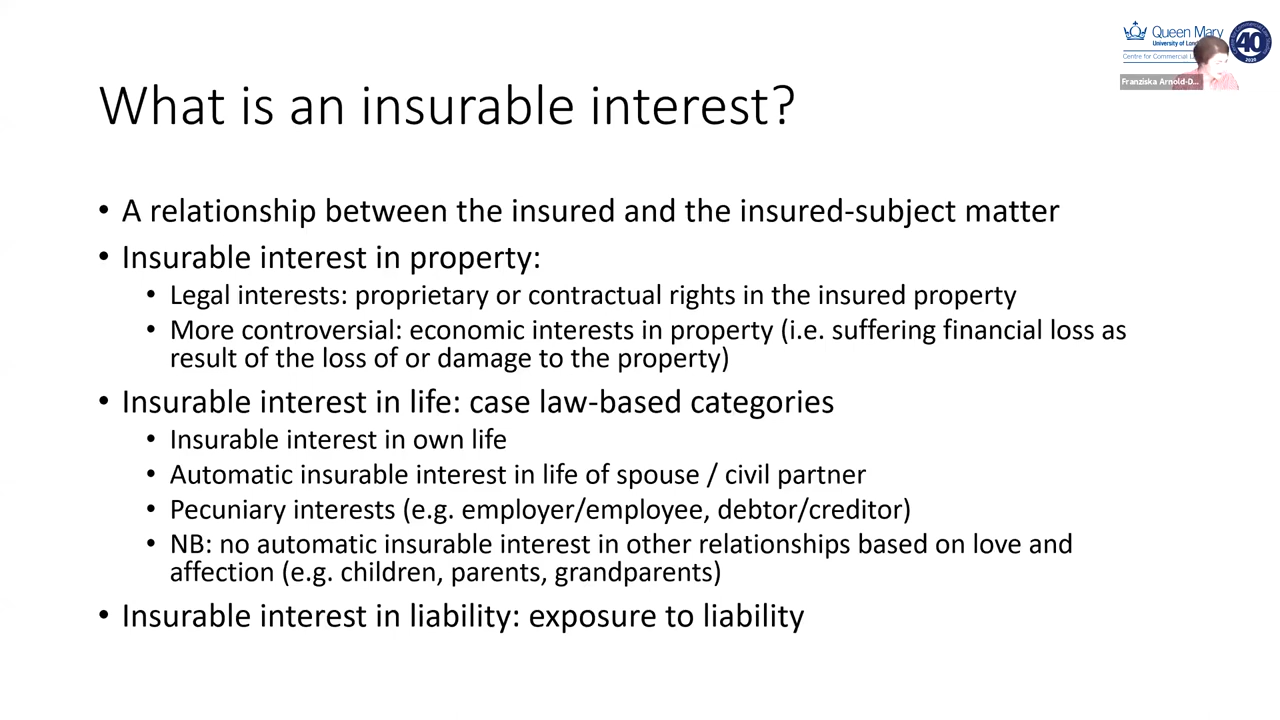 Queen Mary
University of
Centre for Commercial
40
2020
Franziska Arnold-D...
What is an insurable interest?
• A relationship between the insured and the insured-subject matter
• Insurable interest in property:
• Legal interests: proprietary or contractual rights in the insured property
• More controversial: economic interests in property (i.e. suffering financial loss as
result of the loss of or damage to the property)
• Insurable interest in life: case law-based categories
• Insurable interest in own life
• Automatic insurable interest in life of spouse / civil partner
• Pecuniary interests (e.g. employer/employee, debtor/creditor)
• NB: no automatic insurable interest in other relationships based on love and
affection (e.g. children, parents, grandparents)
• Insurable interest in liability: exposure to liability